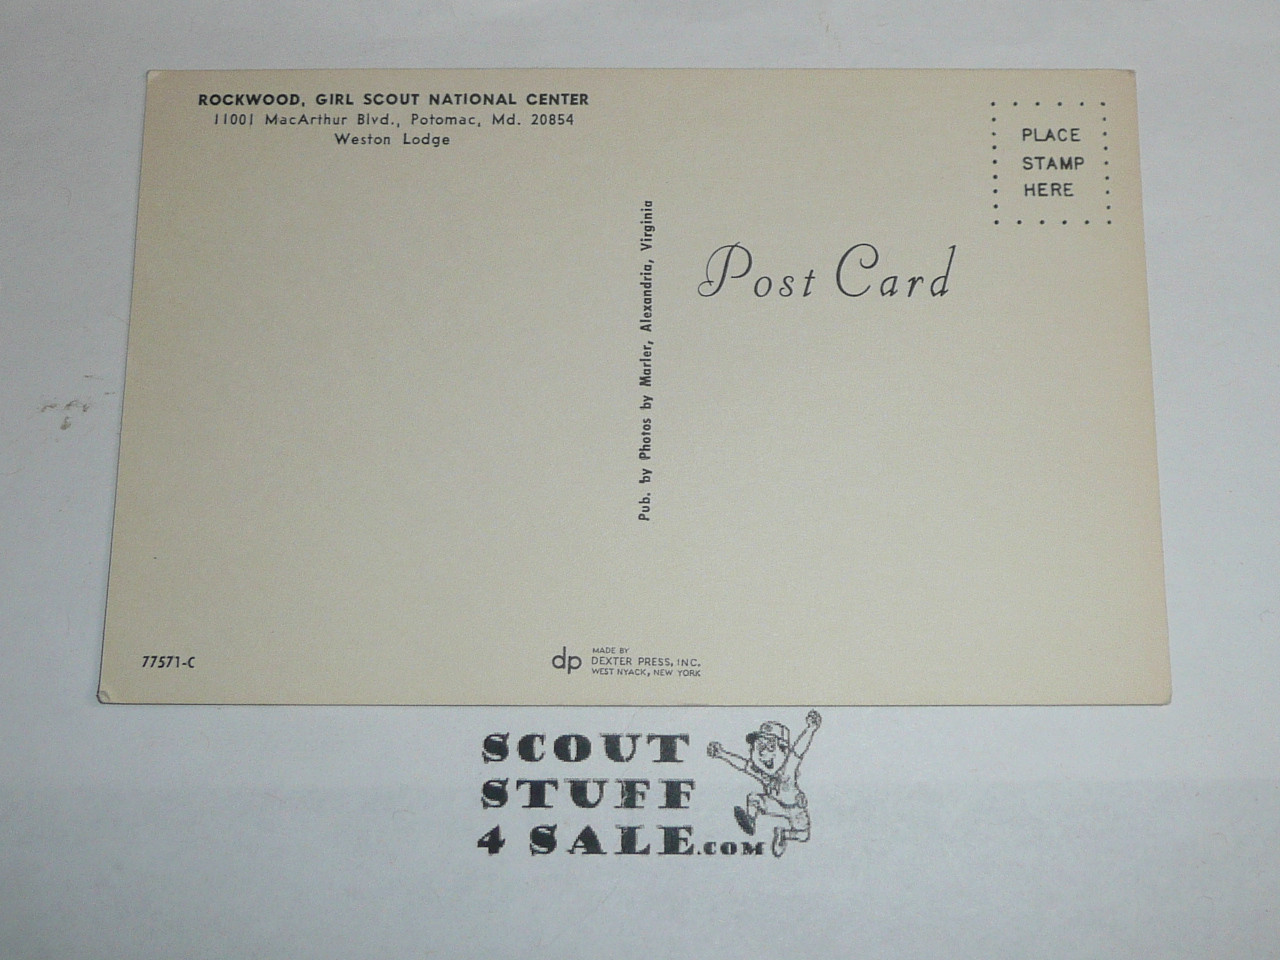 ROCKWOOD, GIRL SCOUT NATIONAL CENTER
11001 MacArthur Blvd., Potomac, Md. 20854
Weston Lodge
PLACE
STAMP
HERE
Post Card
Pub. by Photos by Marler, Alexandria, Virginia
77571-C
dp
MADE BY
DEXTER PRESS, INC.
WEST NYACK, NEW YORK
SCOUT
STUFF
4 SALE.COM